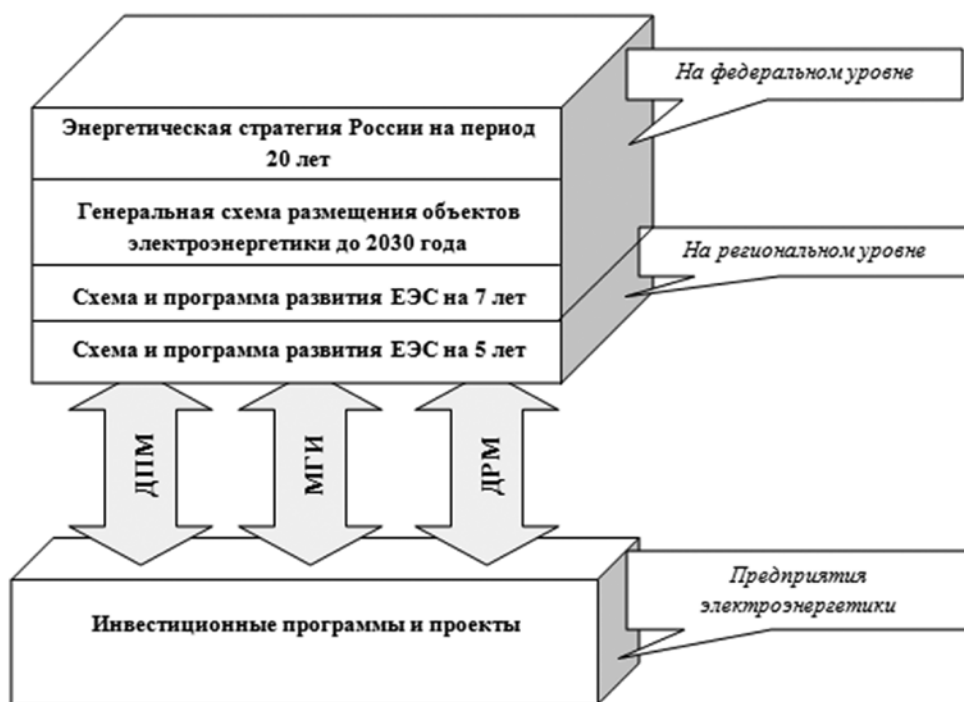 На федеральном уровне
Энергетическая стратегия России на период
20 лет
Генеральная схема размещения объектов
электроэнергетики до 2030 года
На региональном уровне
Схема и программа развития ЕЭС на 7 лет
Схема и программа развития ЕЭС на 5 лет
ДПМ
МГИ
ДРМ
Предприятия
электроэнергетики
Инвестиционные программы и проекты